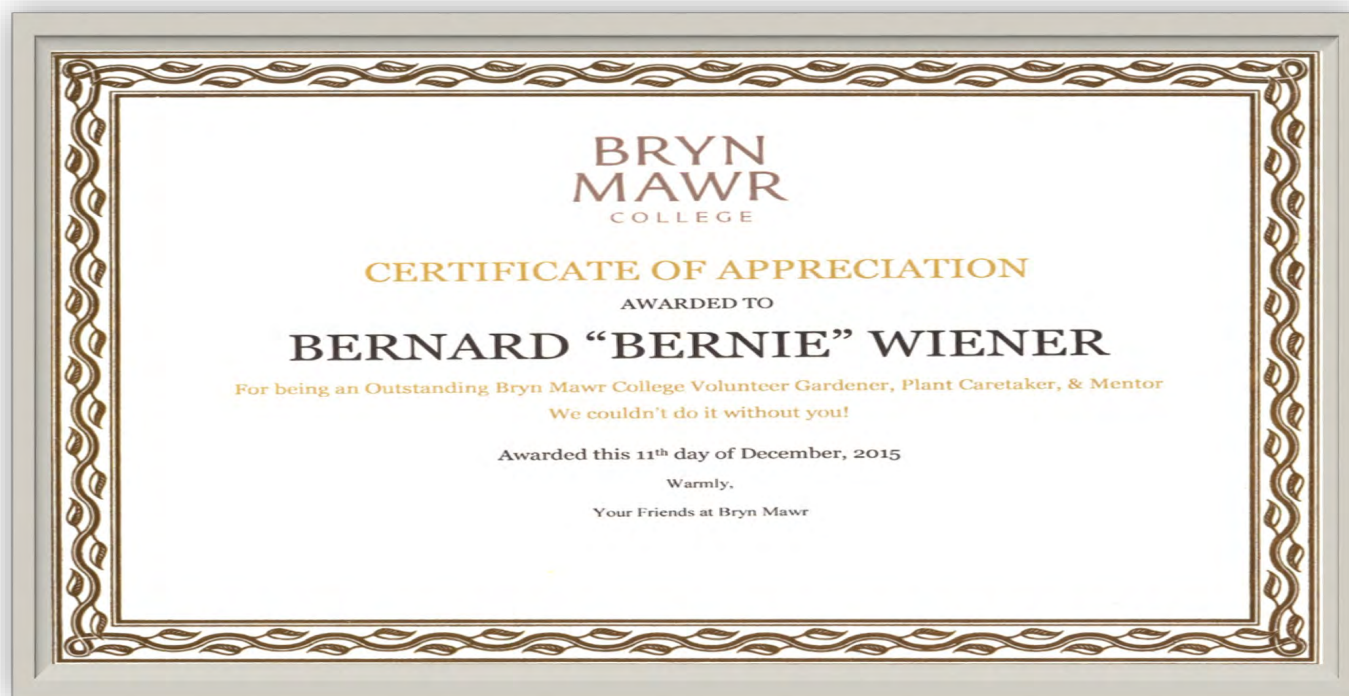 BRYN
MAWR
COLLEGE
CERTIFICATE OF APPRECIATION
AWARDED TO
BERNARD “BERNIE” WIENER
For being an Outstanding Bryn Mawr College Volunteer Gardener, Plant Caretaker, & Mentor
We couldn't do it without you!
Awarded this 11th day of December, 2015
Warmly,
Your Friends at Bryn Mawr